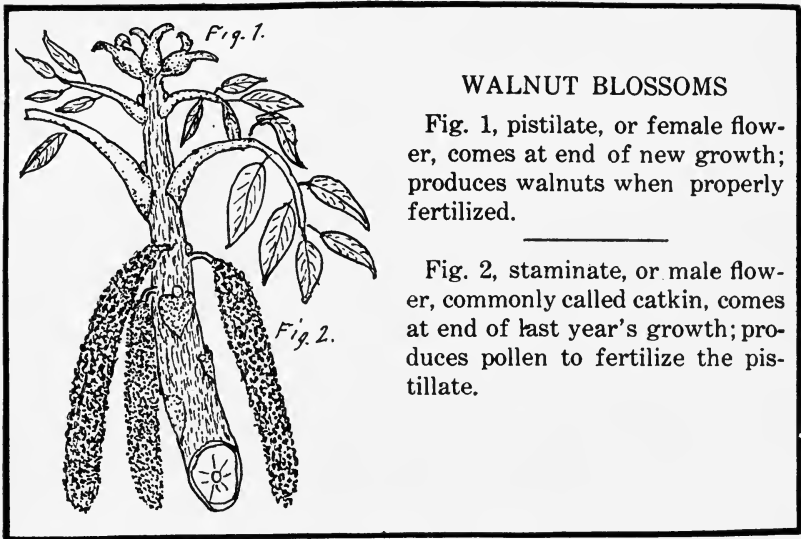 Fig. 1.
Fig. 2.
WALNUT BLOSSOMS
Fig. 1, pistilate, or female flow-
er, comes at end of new growth;
produces walnuts when properly
fertilized.
Fig. 2, staminate, or male flow-
er, commonly called catkin, comes
at end of last year's growth; pro-
duces pollen to fertilize the pis-
tillate.